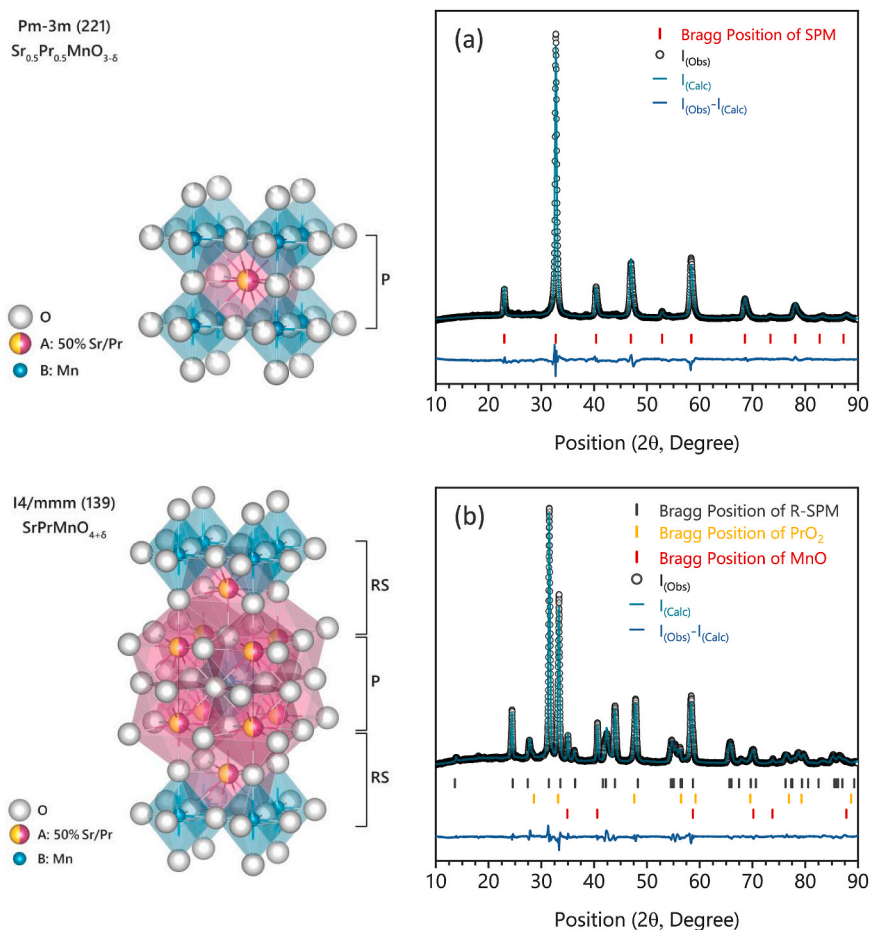 Pm-3m (221)
Sr0.5Pr0.5MnO3-δ
P
O
A: 50% Sr/Pr
B: Mn
(a)
Bragg Position of SPM
I(Obs)
I(Calc)
I(Obs)-I(Calc)
10 20 30 40 50 60 70 80 90
Position (2θ, Degree)
I4/mmm (139)
SrPrMnO4+δ
RS
P
RS
O
A: 50% Sr/Pr
B: Mn
(b)
Bragg Position of R-SPM
Bragg Position of PrO2
Bragg Position of MnO
I(Obs)
I(Calc)
I(Obs)-I(Calc)
10 20 30 40 50 60 70 80 90
Position (2θ, Degree)